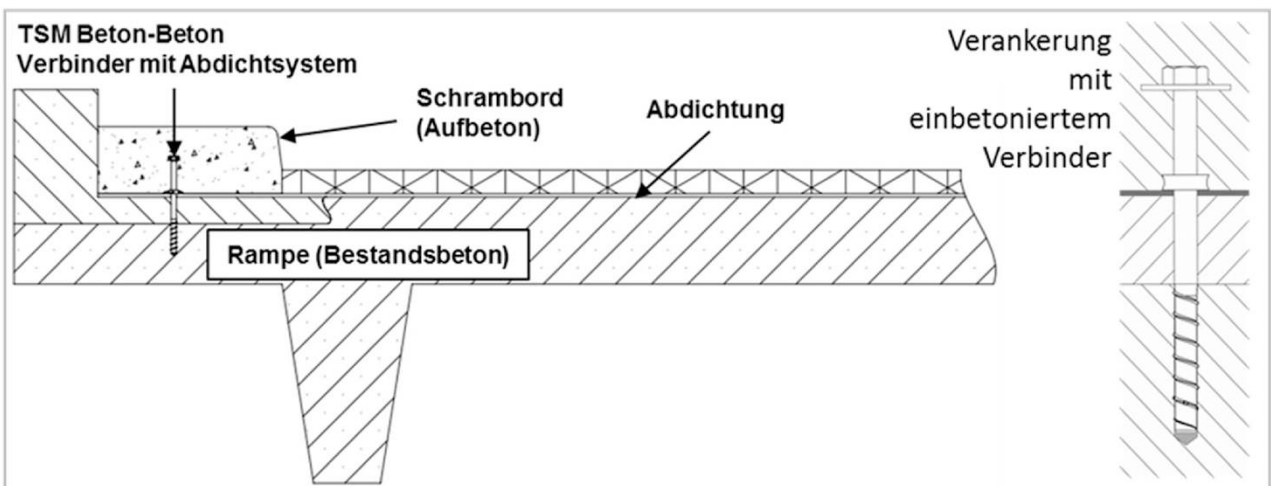 TSM Beton-Beton
Verbinder mit Abdichtsystem
Schrambord
(Aufbeton)
Abdichtung
Rampe (Bestandsbeton)
Verankerung
mit
einbetoniertem
Verbinder